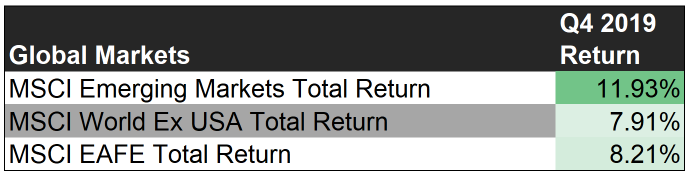 Q4 2019
Global Markets Return
MSCI Emerging Markets Total Return 11.93%
MSCI World Ex USA Total Return 7.91%
MSCI EAFE Total Return 8.21%